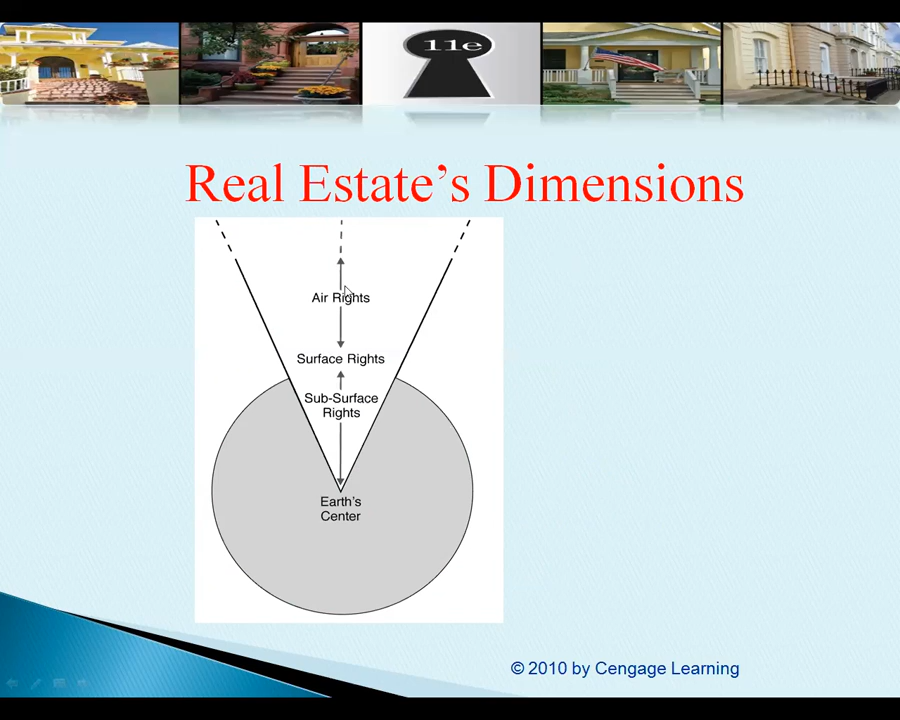 11e
Real Estate’s Dimensions
Air Rights
Surface Rights
Sub-Surface
Rights
Earth’s
Center
© 2010 by Cengage Learning